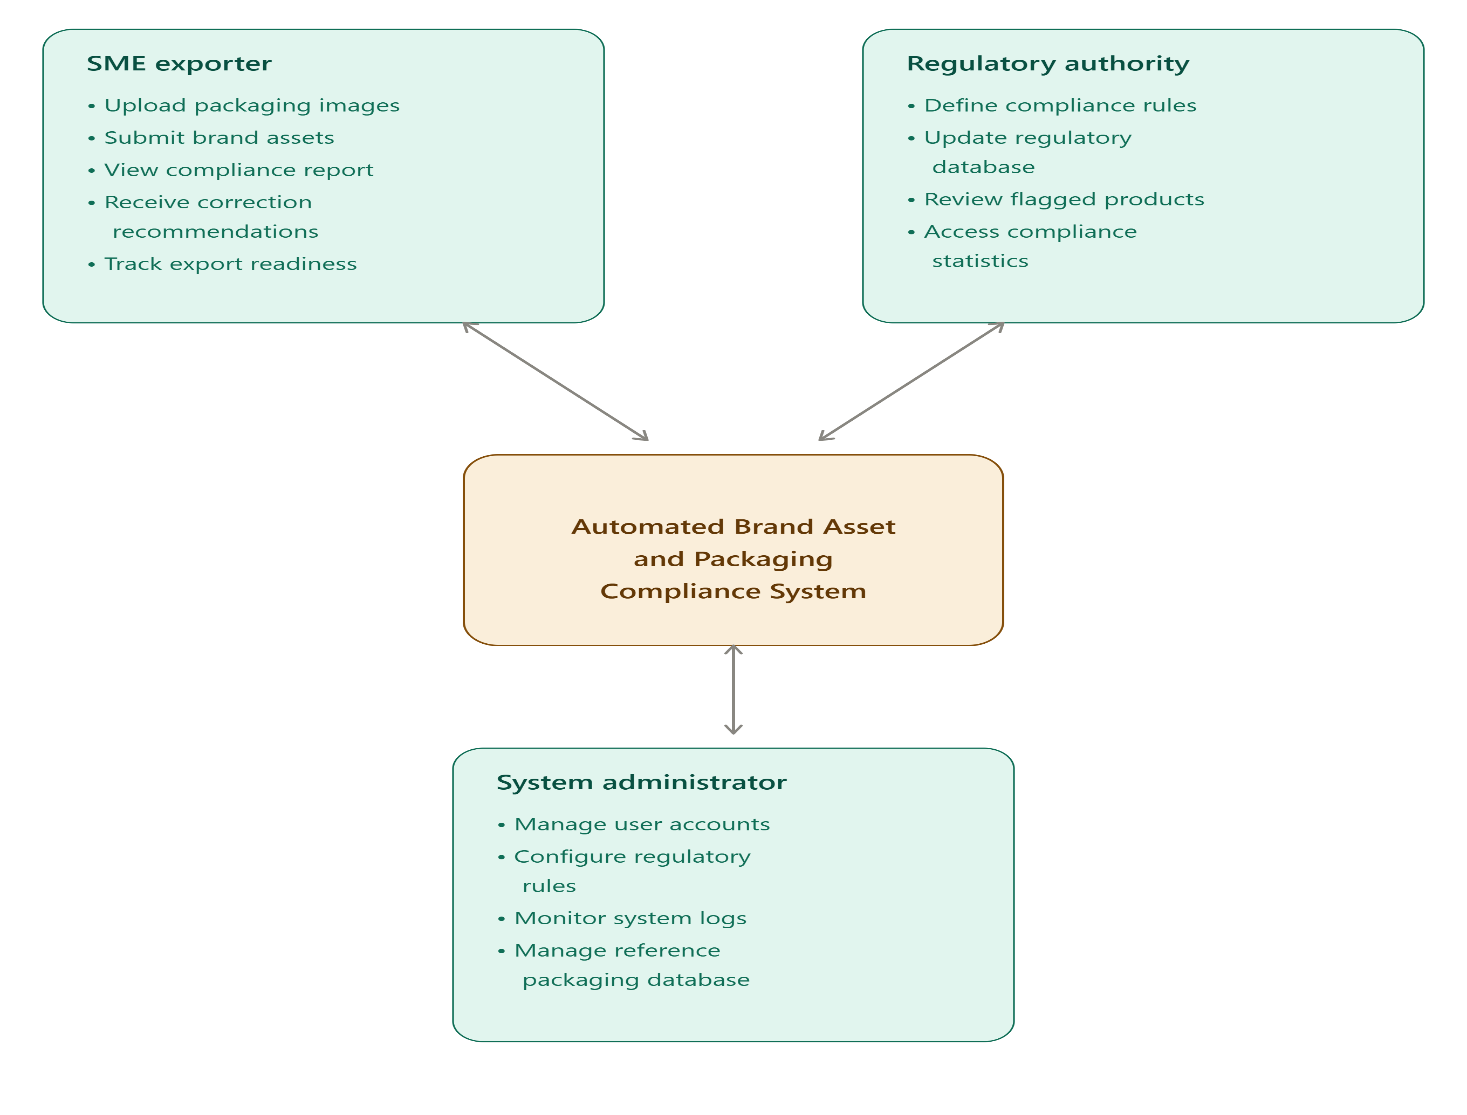 SME exporter
• Upload packaging images
• Submit brand assets
• View compliance report
• Receive correction
recommendations
• Track export readiness
Regulatory authority
• Define compliance rules
• Update regulatory
database
• Review flagged products
• Access compliance
statistics
Automated Brand Asset
and Packaging
Compliance System
System administrator
• Manage user accounts
• Configure regulatory
rules
• Monitor system logs
• Manage reference
packaging database